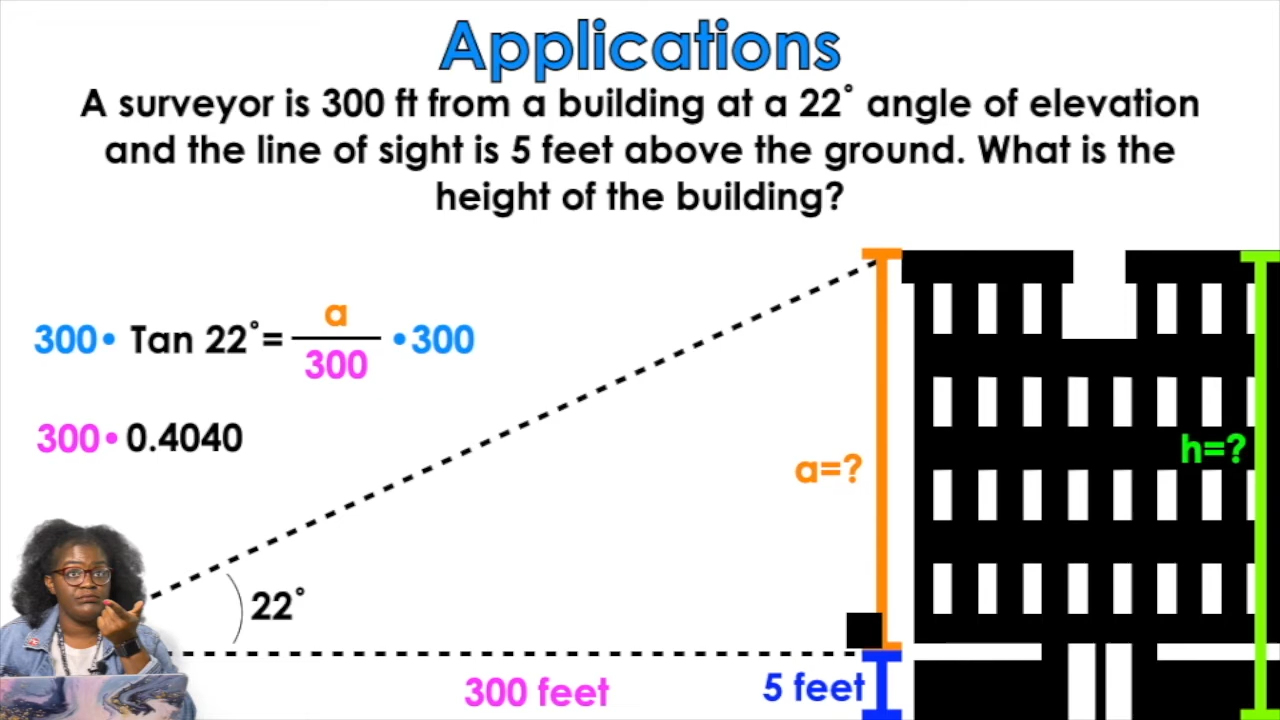 Applications
A surveyor is 300 ft from a building at a 22° angle of elevation
and the line of sight is 5 feet above the ground. What is the
height of the building?
300• Tan 22°= a/300 •300
300•0.4040
a=?
h=?
22°
300 feet
5 feet